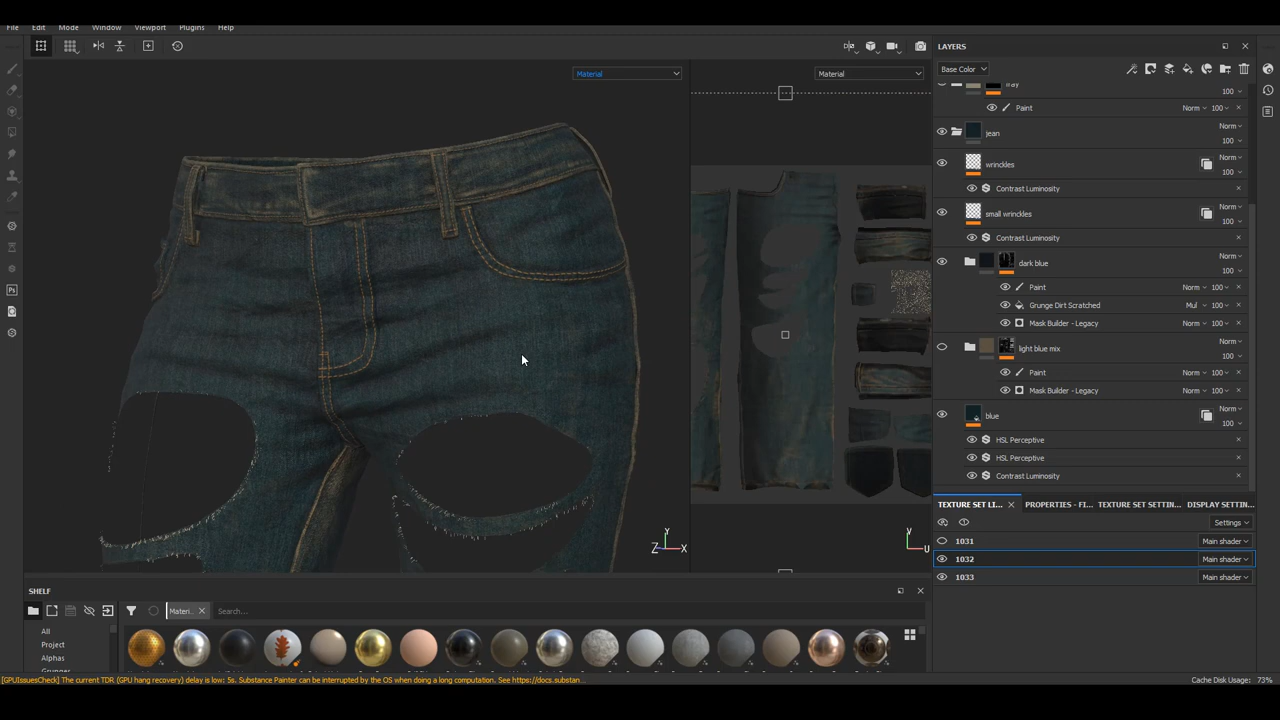 File Edit Mode Window Viewport Plugins Help
Material
Material
LAYERS
Base Color
100
Paint Norm 100
jean Norm 100
wrinckles Norm 100
Contrast Luminosity
small wrinckles Norm 100
Contrast Luminosity
dark blue Norm 100
Paint Norm 100
Grunge Dirt Scratched Mul 100
Mask Builder - Legacy Norm 100
light blue mix Norm 100
Paint Norm 100
Mask Builder - Legacy Norm 100
blue Norm 100
HSL Perceptive
HSL Perceptive
Contrast Luminosity
TEXTURE SET LI... PROPERTIES - FI... TEXTURE SET SETTIN... DISPLAY SETTIN...
Settings
1031 Main shader
1032 Main shader
1033 Main shader
Y
Z X
V
U
SHELF
Materi... Search...
All
Project
Alphas
[GPUIssuesCheck] The current TDR (GPU hang recovery) delay is low: 5s. Substance Painter can be interrupted by the OS when doing a long computation. See https://docs.substan...
Cache Disk Usage: 73%